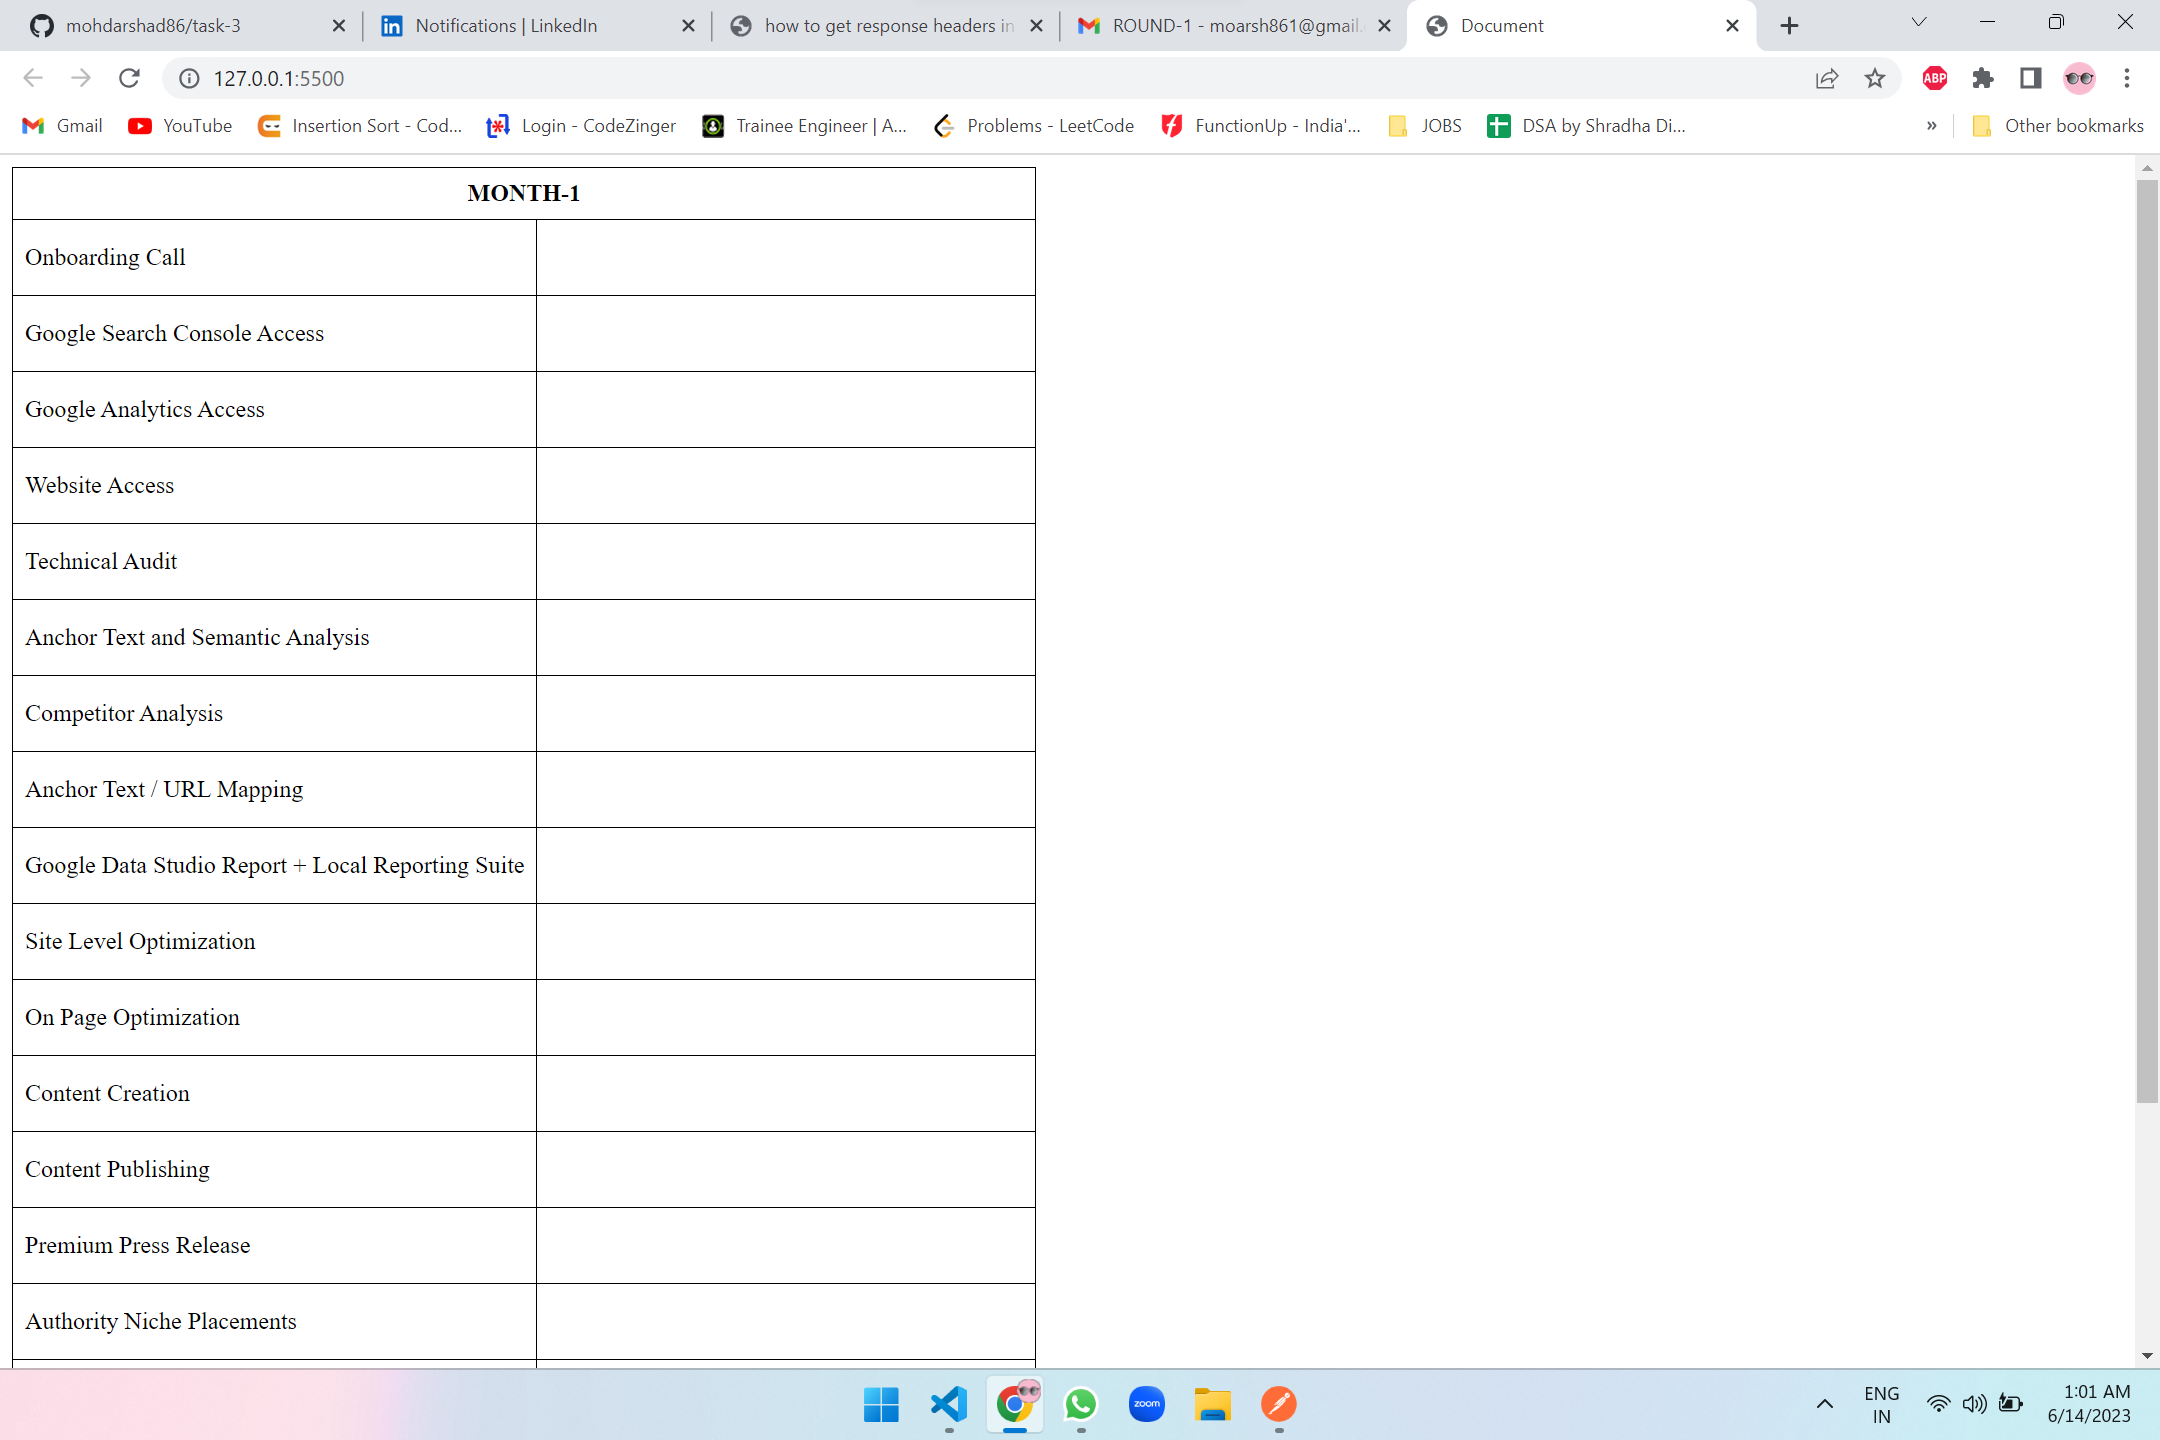 mohdarshad86/task-3
Notifications | LinkedIn
how to get response headers in
ROUND-1 - moarsh861@gmail.
Document
127.0.0.1:5500
ABP
Gmail
YouTube
Insertion Sort - Cod...
Login - CodeZinger
Trainee Engineer | A...
Problems - LeetCode
FunctionUp - India'...
JOBS
DSA by Shradha Di...
»
Other bookmarks
MONTH-1
Onboarding Call
Google Search Console Access
Google Analytics Access
Website Access
Technical Audit
Anchor Text and Semantic Analysis
Competitor Analysis
Anchor Text / URL Mapping
Google Data Studio Report + Local Reporting Suite
Site Level Optimization
On Page Optimization
Content Creation
Content Publishing
Premium Press Release
Authority Niche Placements
zoom
ENG
IN
1:01 AM
6/14/2023